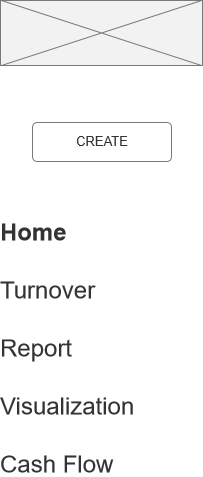 CREATE
Home
Turnover
Report
Visualization
Cash Flow